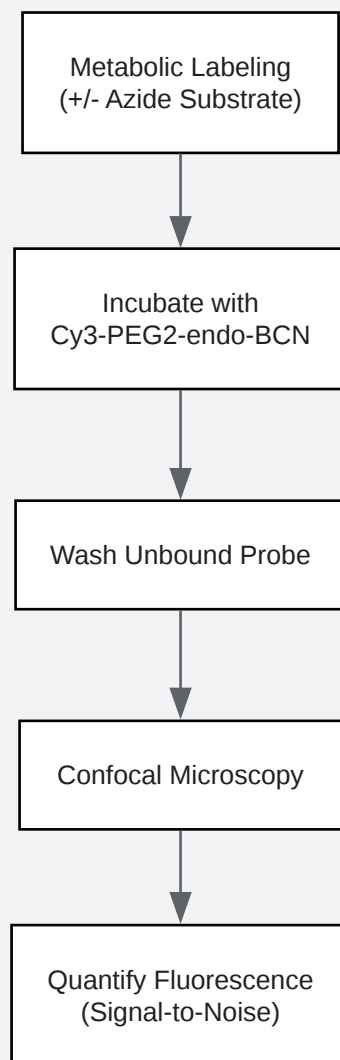 Metabolic Labeling
(+/- Azide Substrate)
Incubate with
Cy3-PEG2-endo-BCN
Wash Unbound Probe
Confocal Microscopy
Quantify Fluorescence
(Signal-to-Noise)